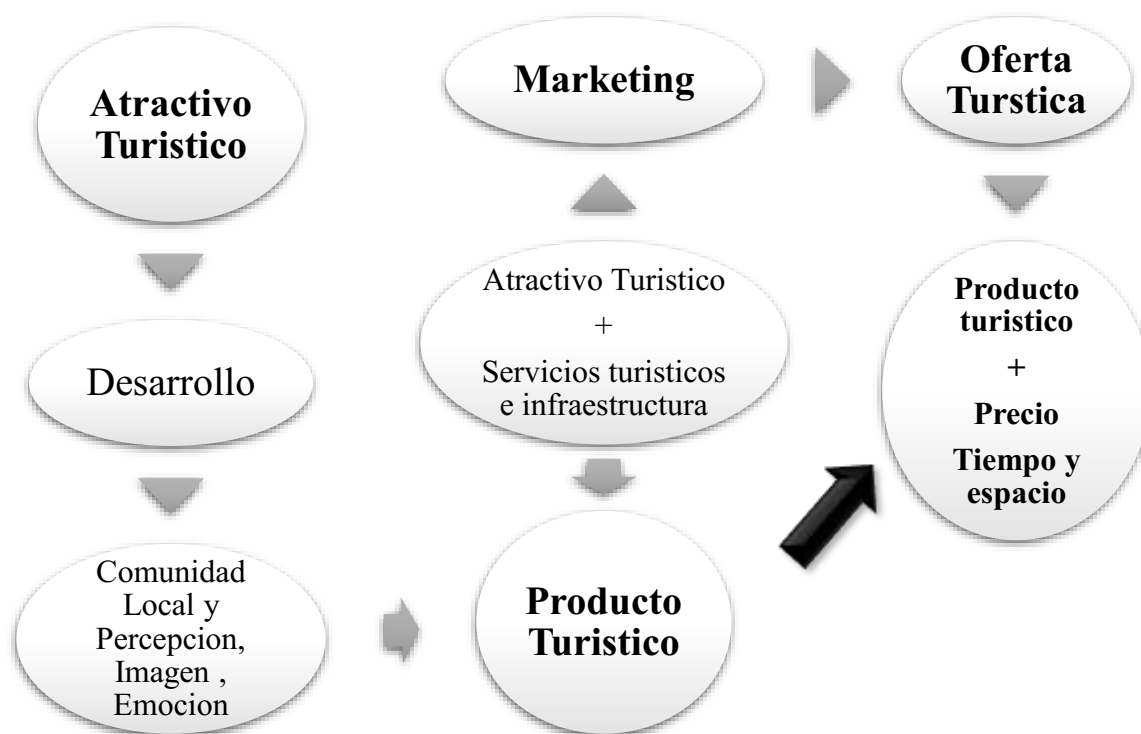 Atractivo
Turistico
Desarrollo
Comunidad
Local y
Percepcion,
Imagen ,
Emocion
Marketing
Atractivo Turistico
+
Servicios turisticos
e infraestructura
Producto
Turistico
Oferta
Turstica
Producto
turistico
+
Precio
Tiempo y
espacio